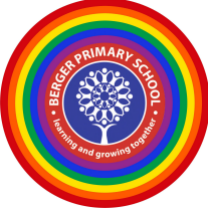 BERGER PRIMARY SCHOOL
learning and growing together